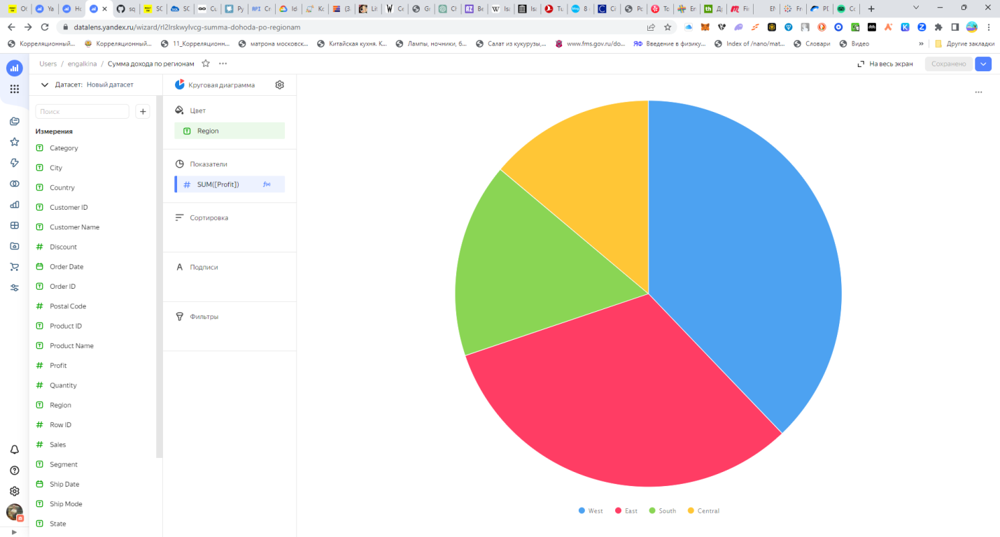 datalens.yandex.ru/wizard/rl2lrskwylvcg-summa-dohoda-po-regionam
Корреляционный... Корреляционный... 11_Корреляционн... матрона московск... Китайская кухня. К... Лампы, ночники, б... Салат из кукурузы,... www.fms.gov.ru/do... ЯФ Введение в физику... Index of /nano/mat... Словари Видео » Другие закладки
Users / engalkina / Сумма дохода по регионам
На весь экран Сохранено
Датасет: Новый датасет
Круговая диаграмма
Поиск
Измерения
Category
City
Country
Customer ID
Customer Name
Discount
Order Date
Order ID
Postal Code
Product ID
Product Name
Profit
Quantity
Region
Row ID
Sales
Segment
Ship Date
Ship Mode
State
Цвет
Region
Показатели
SUM([Profit])
Сортировка
Подписи
Фильтры
West East South Central